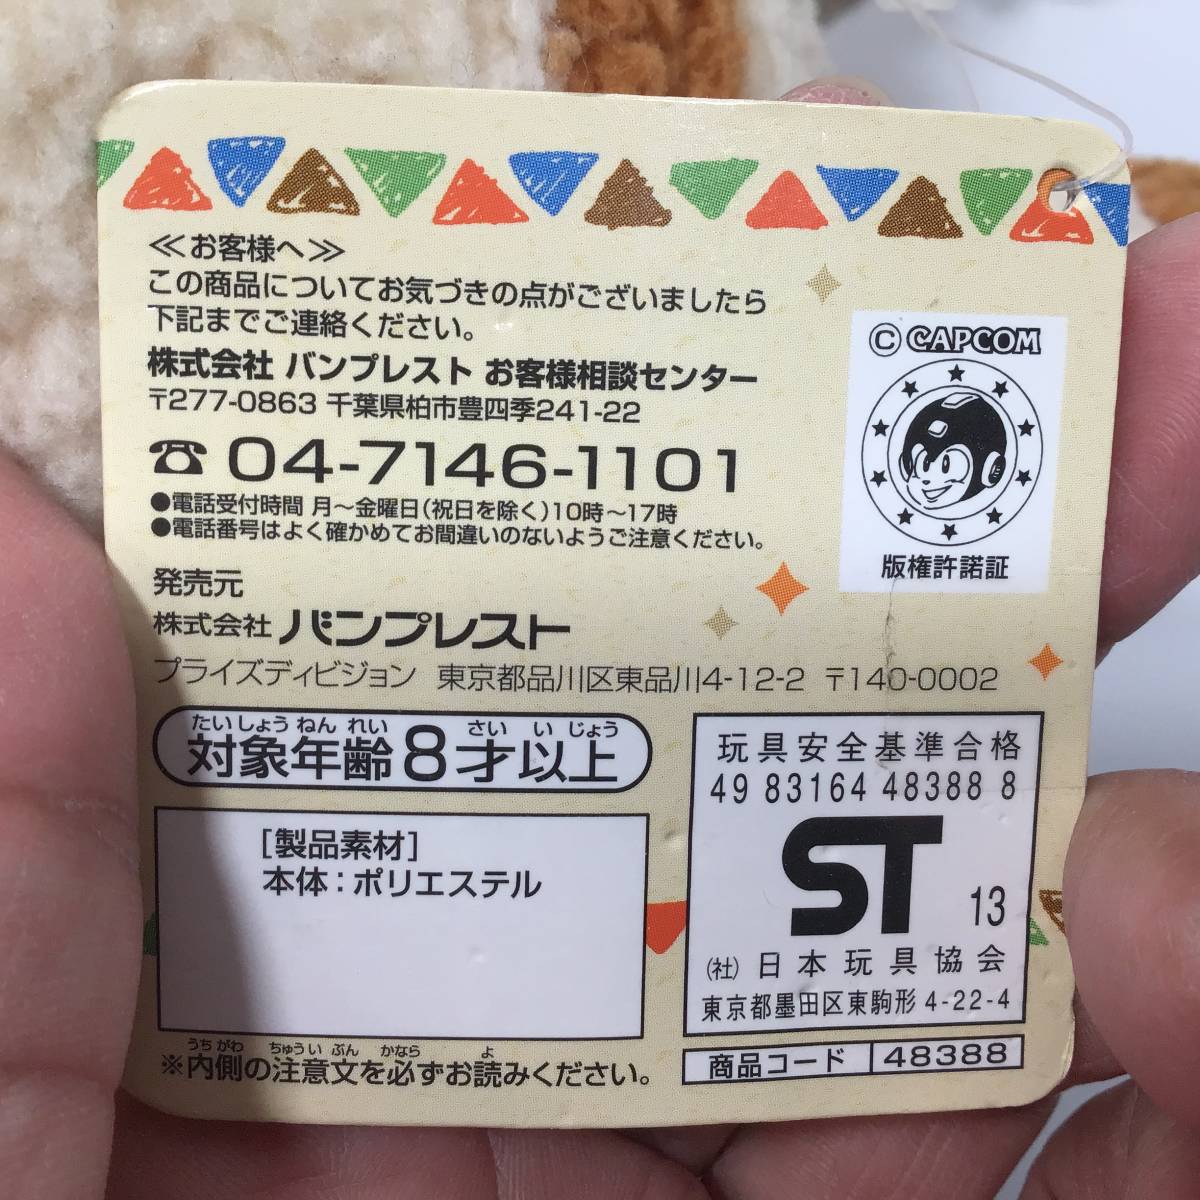 ≪お客様へ≫
この商品についてお気づきの点がございましたら
下記までご連絡ください。
株式会社 バンプレスト お客様相談センター
〒277-0863 千葉県柏市豊四季241-22
☎ 04-7146-1101
●電話受付時間 月～金曜日(祝日を除く)10時～17時
●電話番号はよく確かめてお間違いのないようご注意ください。
© CAPCOM
版権許諾証
発売元
株式会社 バンプレスト
プライズディビジョン 東京都品川区東品川4-12-2 〒140-0002
たいしょうねんれい さいいじょう
対象年齢8才以上
[製品素材]
本体：ポリエステル
玩具安全基準合格
49 83164 48388 8
ST 13
(社) 日本玩具協会
東京都墨田区東駒形 4-22-4
うちがわ ちゅういぶん かなら よ
※内側の注意文を必ずお読みください。
商品コード 48388